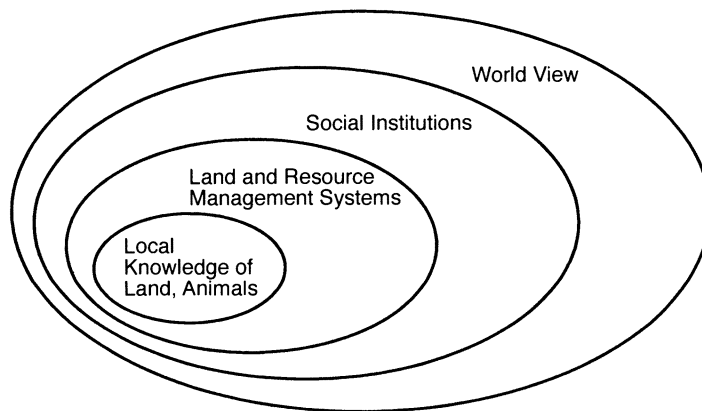 World View
Social Institutions
Land and Resource
Management Systems
Local
Knowledge of
Land, Animals